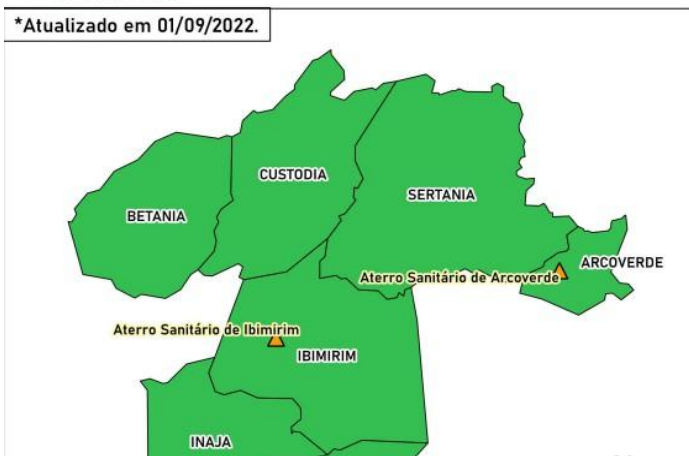 *Atualizado em 01/09/2022.
CUSTODIA
SERTANIA
BETANIA
ARCOVERDE
Aterro Sanitário de Arcoverde
Aterro Sanitário de Ibimirim
IBIMIRIM
INAJA